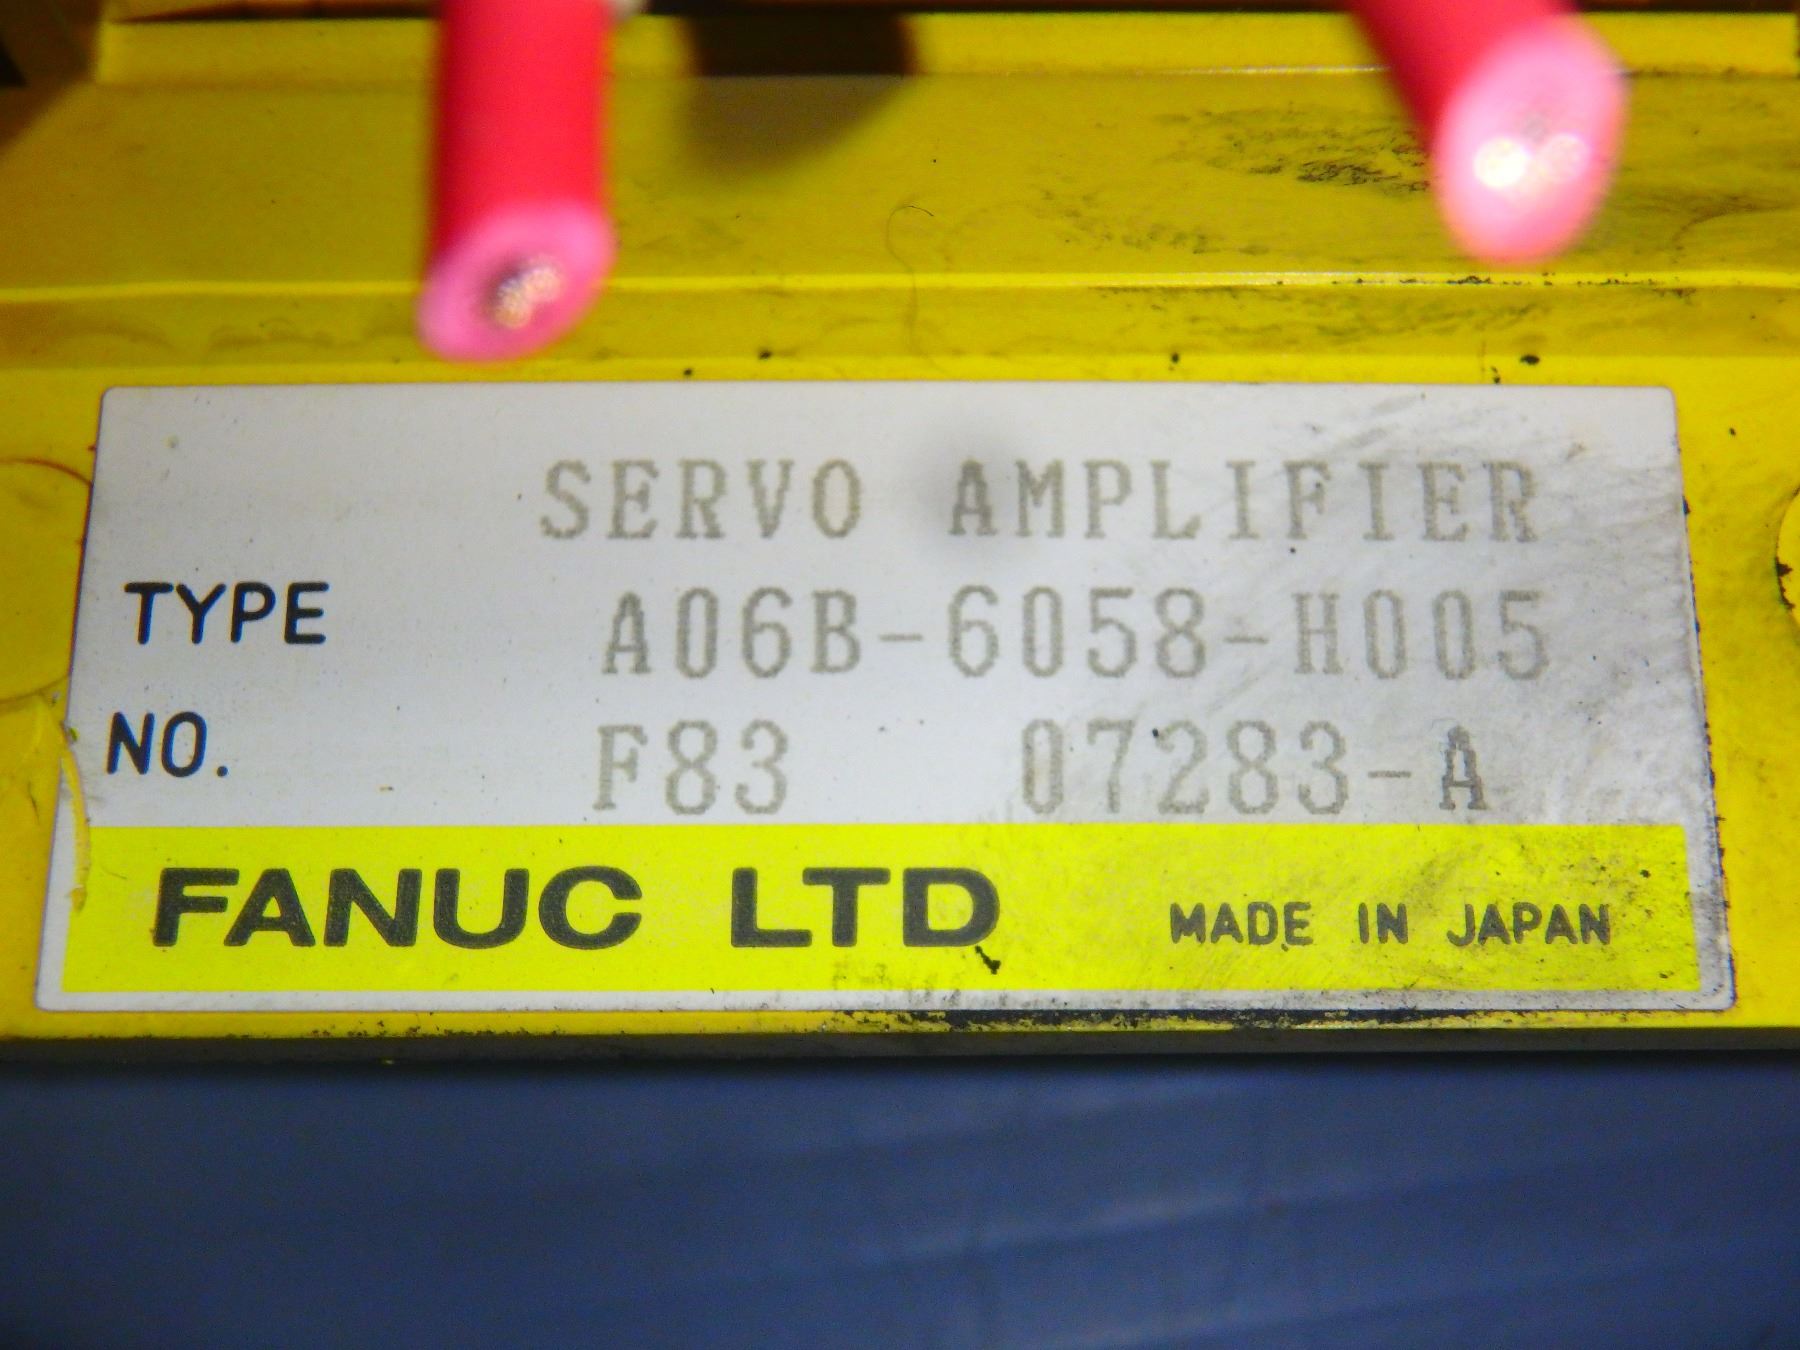 SERVO AMPLIFIER
TYPE A06B-6058-H005
NO. F83 07283-A
FANUC LTD MADE IN JAPAN